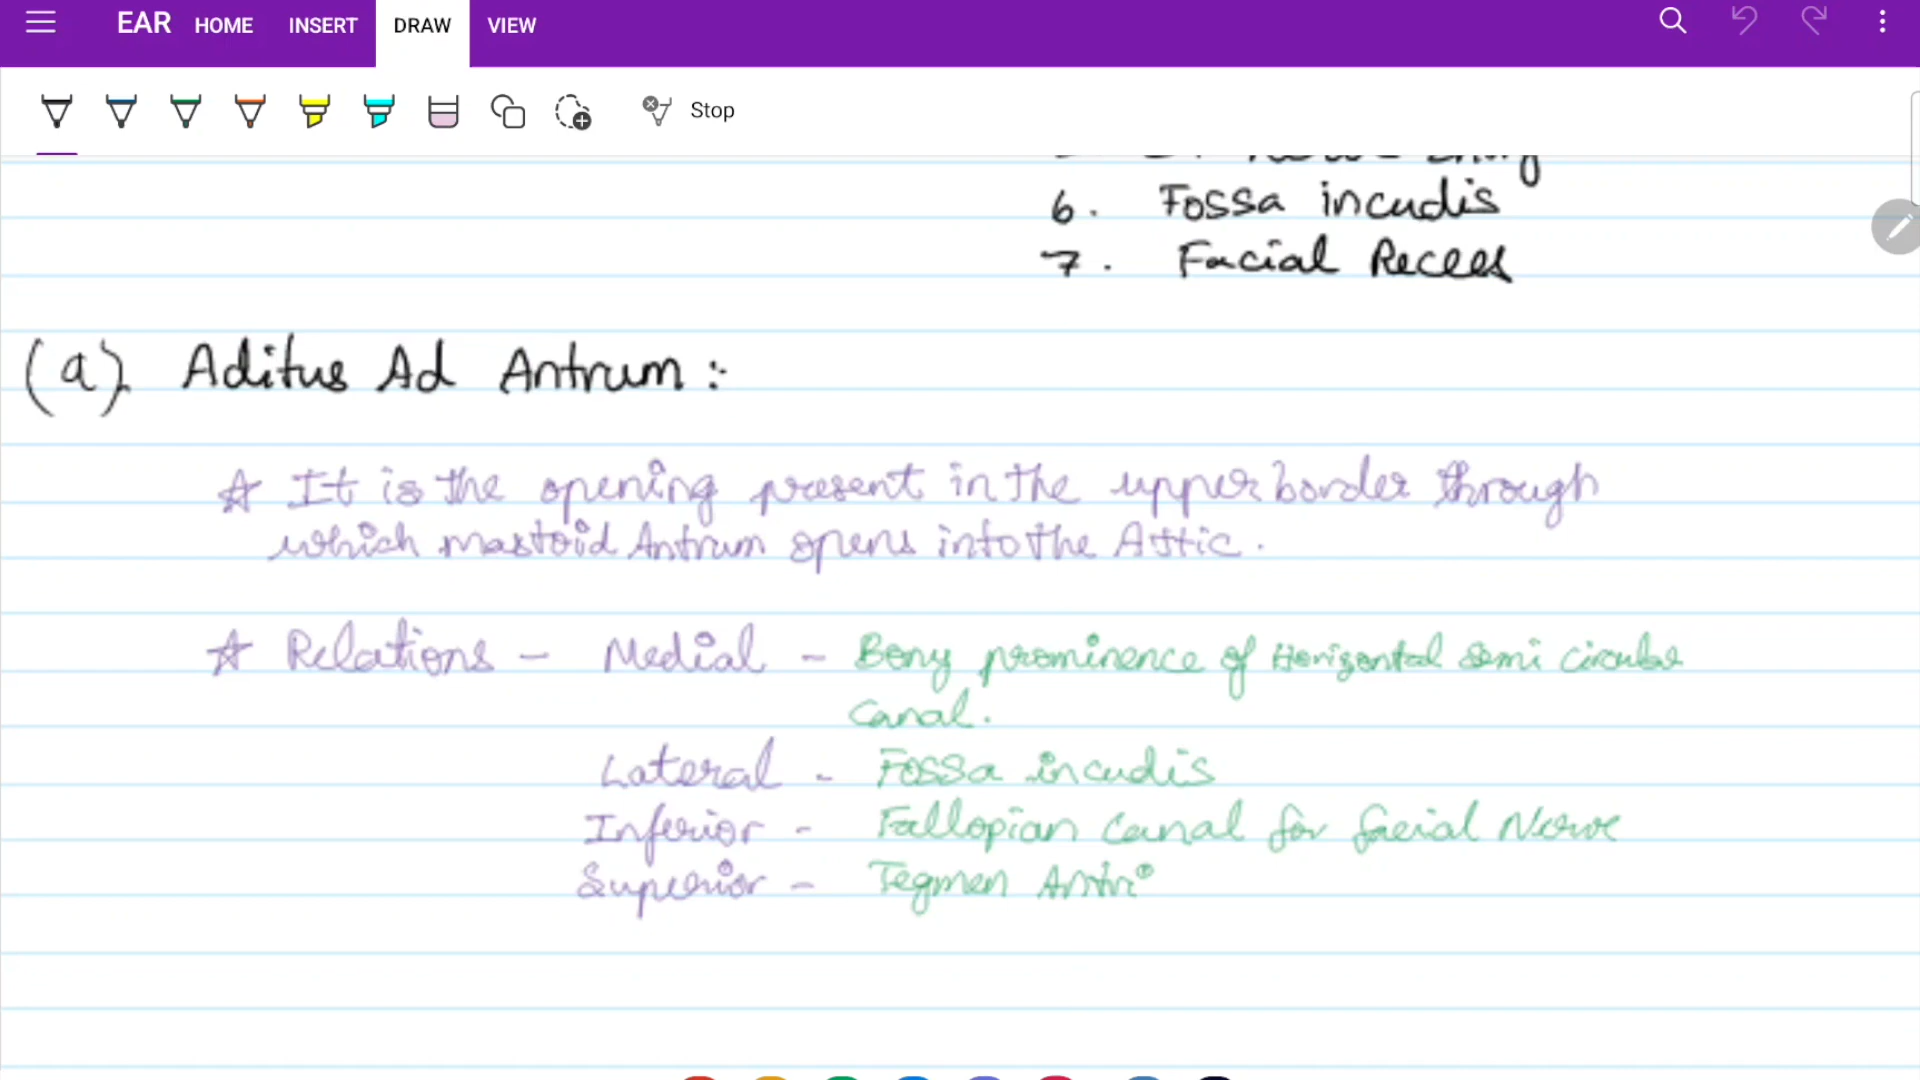 EAR HOME INSERT DRAW VIEW
Stop
6. Fossa incudis
7. Facial Recess
(a) Aditus Ad Antrum :
☆ It is the opening present in the upper border through
which mastoid Antrum opens into the Attic.
☆ Relations - Medial - Bony prominence of Horizontal semi circular
canal.
Lateral - Fossa incudis
Inferior - Fallopian canal for facial Nerve
Superior - Tegmen Antri